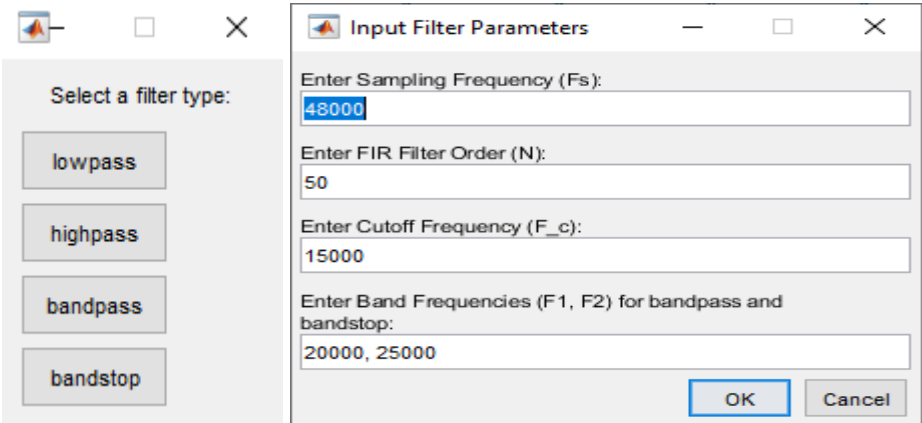 Select a filter type:
lowpass
highpass
bandpass
bandstop
Input Filter Parameters
Enter Sampling Frequency (Fs):
48000
Enter FIR Filter Order (N):
50
Enter Cutoff Frequency (F_c):
15000
Enter Band Frequencies (F1, F2) for bandpass and
bandstop:
20000, 25000
OK Cancel